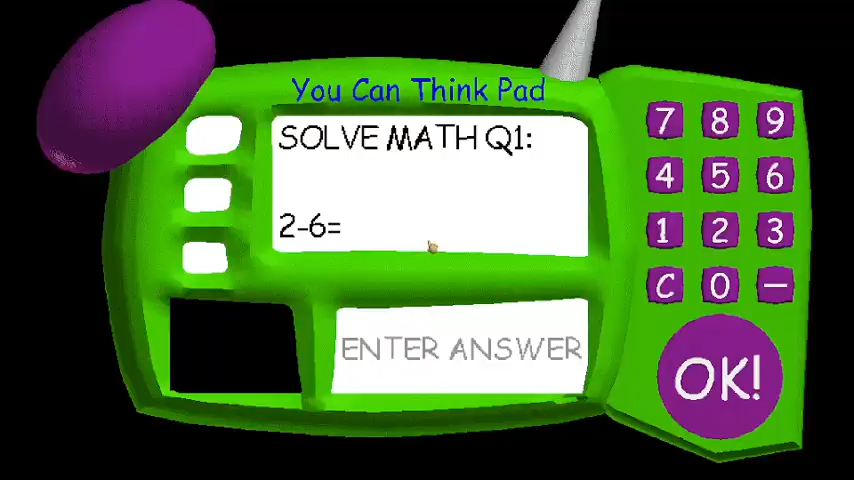 You Can Think Pad
SOLVE MATH Q1:
2-6=
ENTER ANSWER
7 8 9
4 5 6
1 2 3
C 0 −
OK!